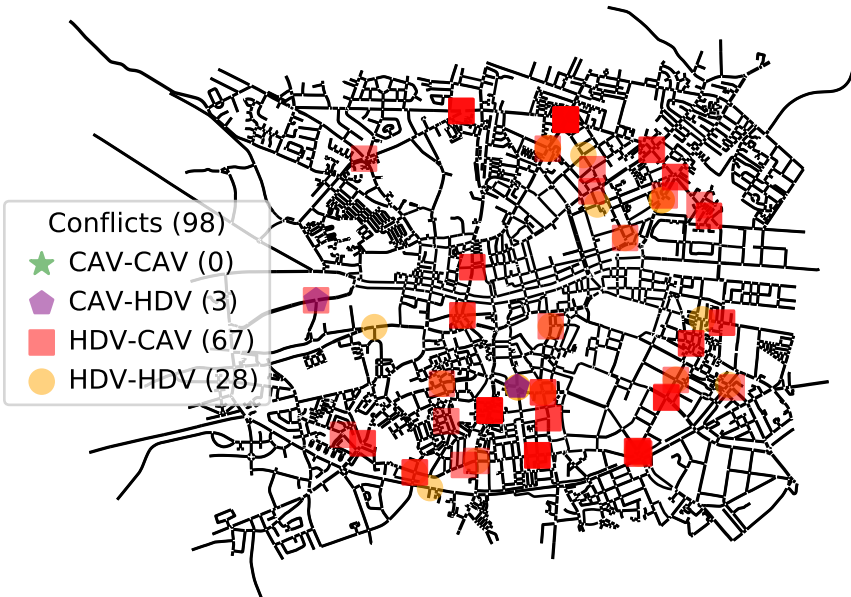 Conflicts (98)
CAV-CAV (0)
CAV-HDV (3)
HDV-CAV (67)
HDV-HDV (28)